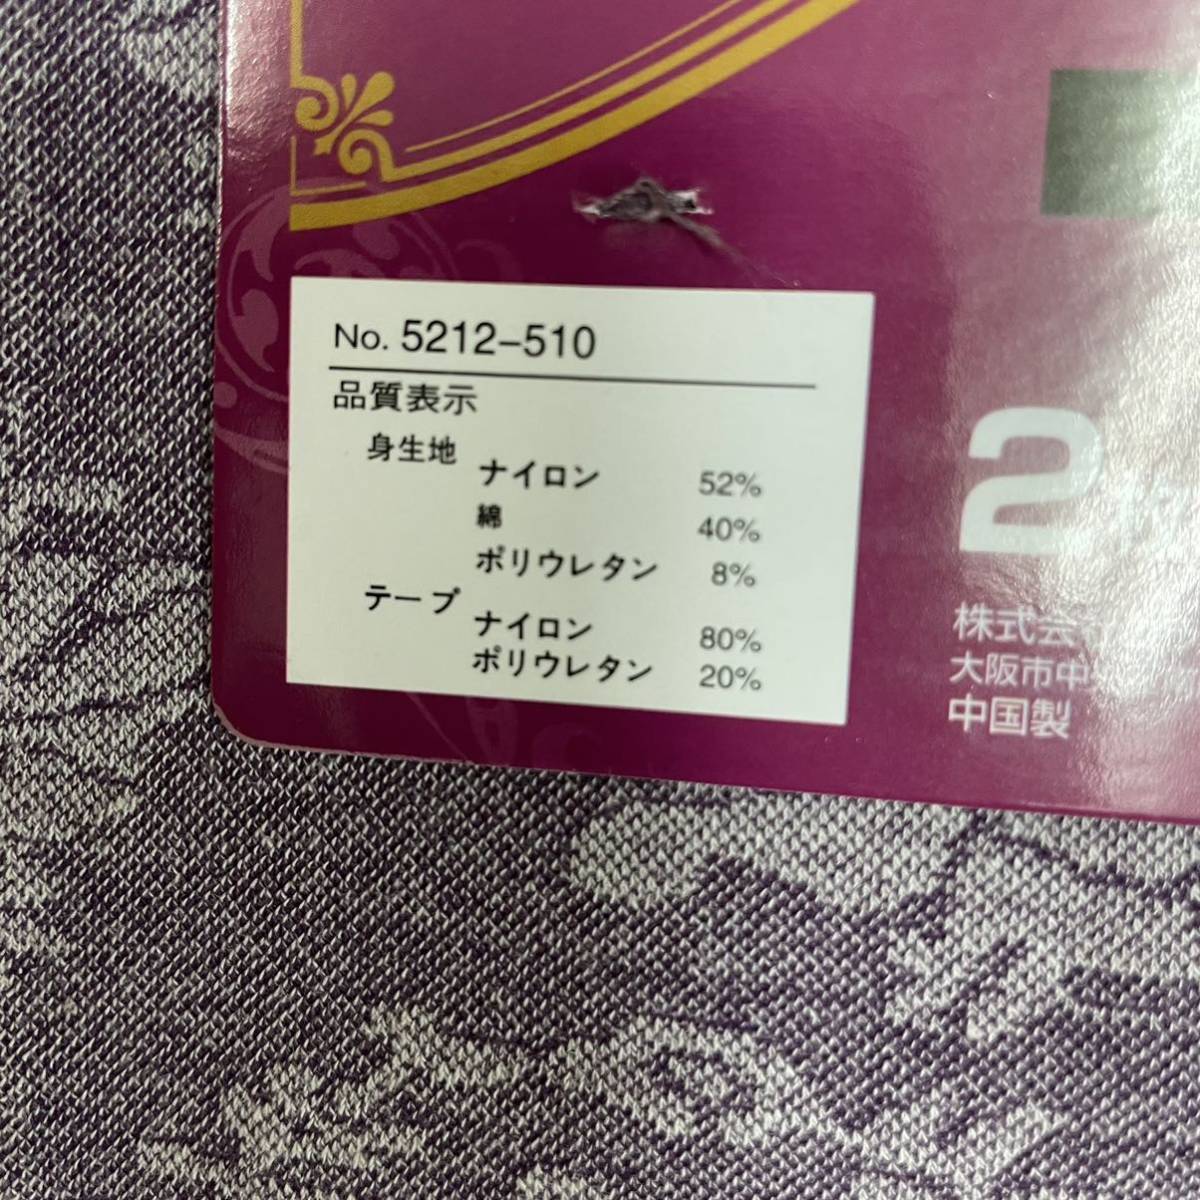 No. 5212–510
品質表示
身生地
ナイロン 52%
綿 40%
ポリウレタン 8%
テープ
ナイロン 80%
ポリウレタン 20%
2
株式会
大阪市中
中国製